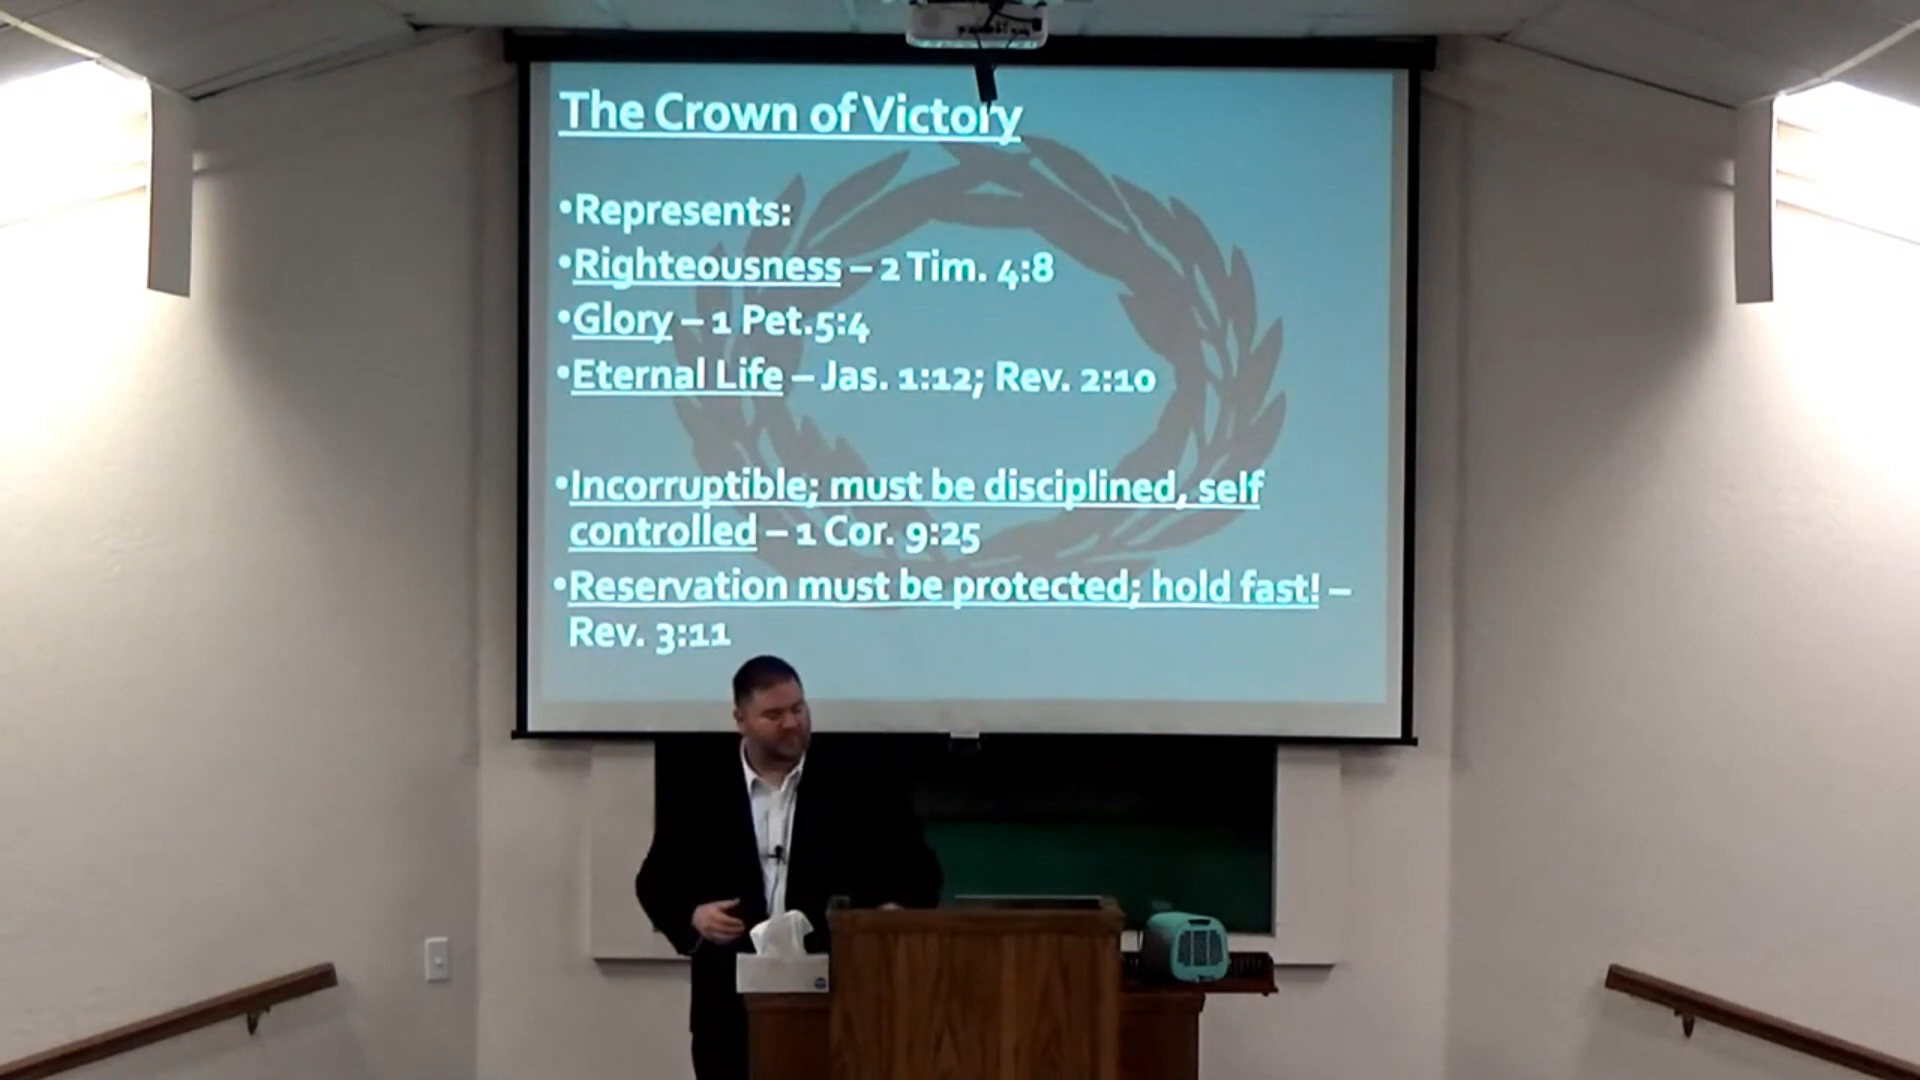 The Crown of Victory
•Represents:
•Righteousness – 2 Tim. 4:8
•Glory – 1 Pet.5:4
•Eternal Life – Jas. 1:12; Rev. 2:10
•Incorruptible; must be disciplined, self
controlled – 1 Cor. 9:25
•Reservation must be protected; hold fast! –
Rev. 3:11